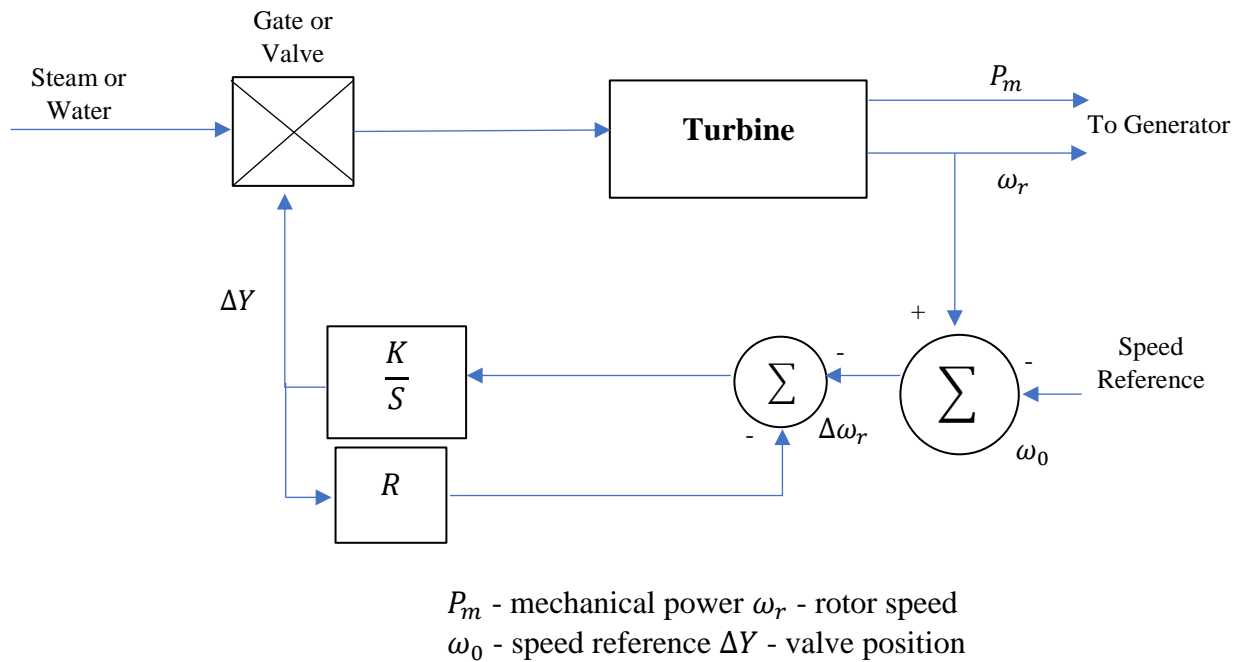 Gate or
Valve
Steam or
Water
Turbine
P_m
To Generator
ω_r
ΔY
+
-
Speed
Reference
K
S
∑
-
∑
-
Δω_r
ω_0
R
P_m - mechanical power ω_r - rotor speed
ω_0 - speed reference ΔY - valve position